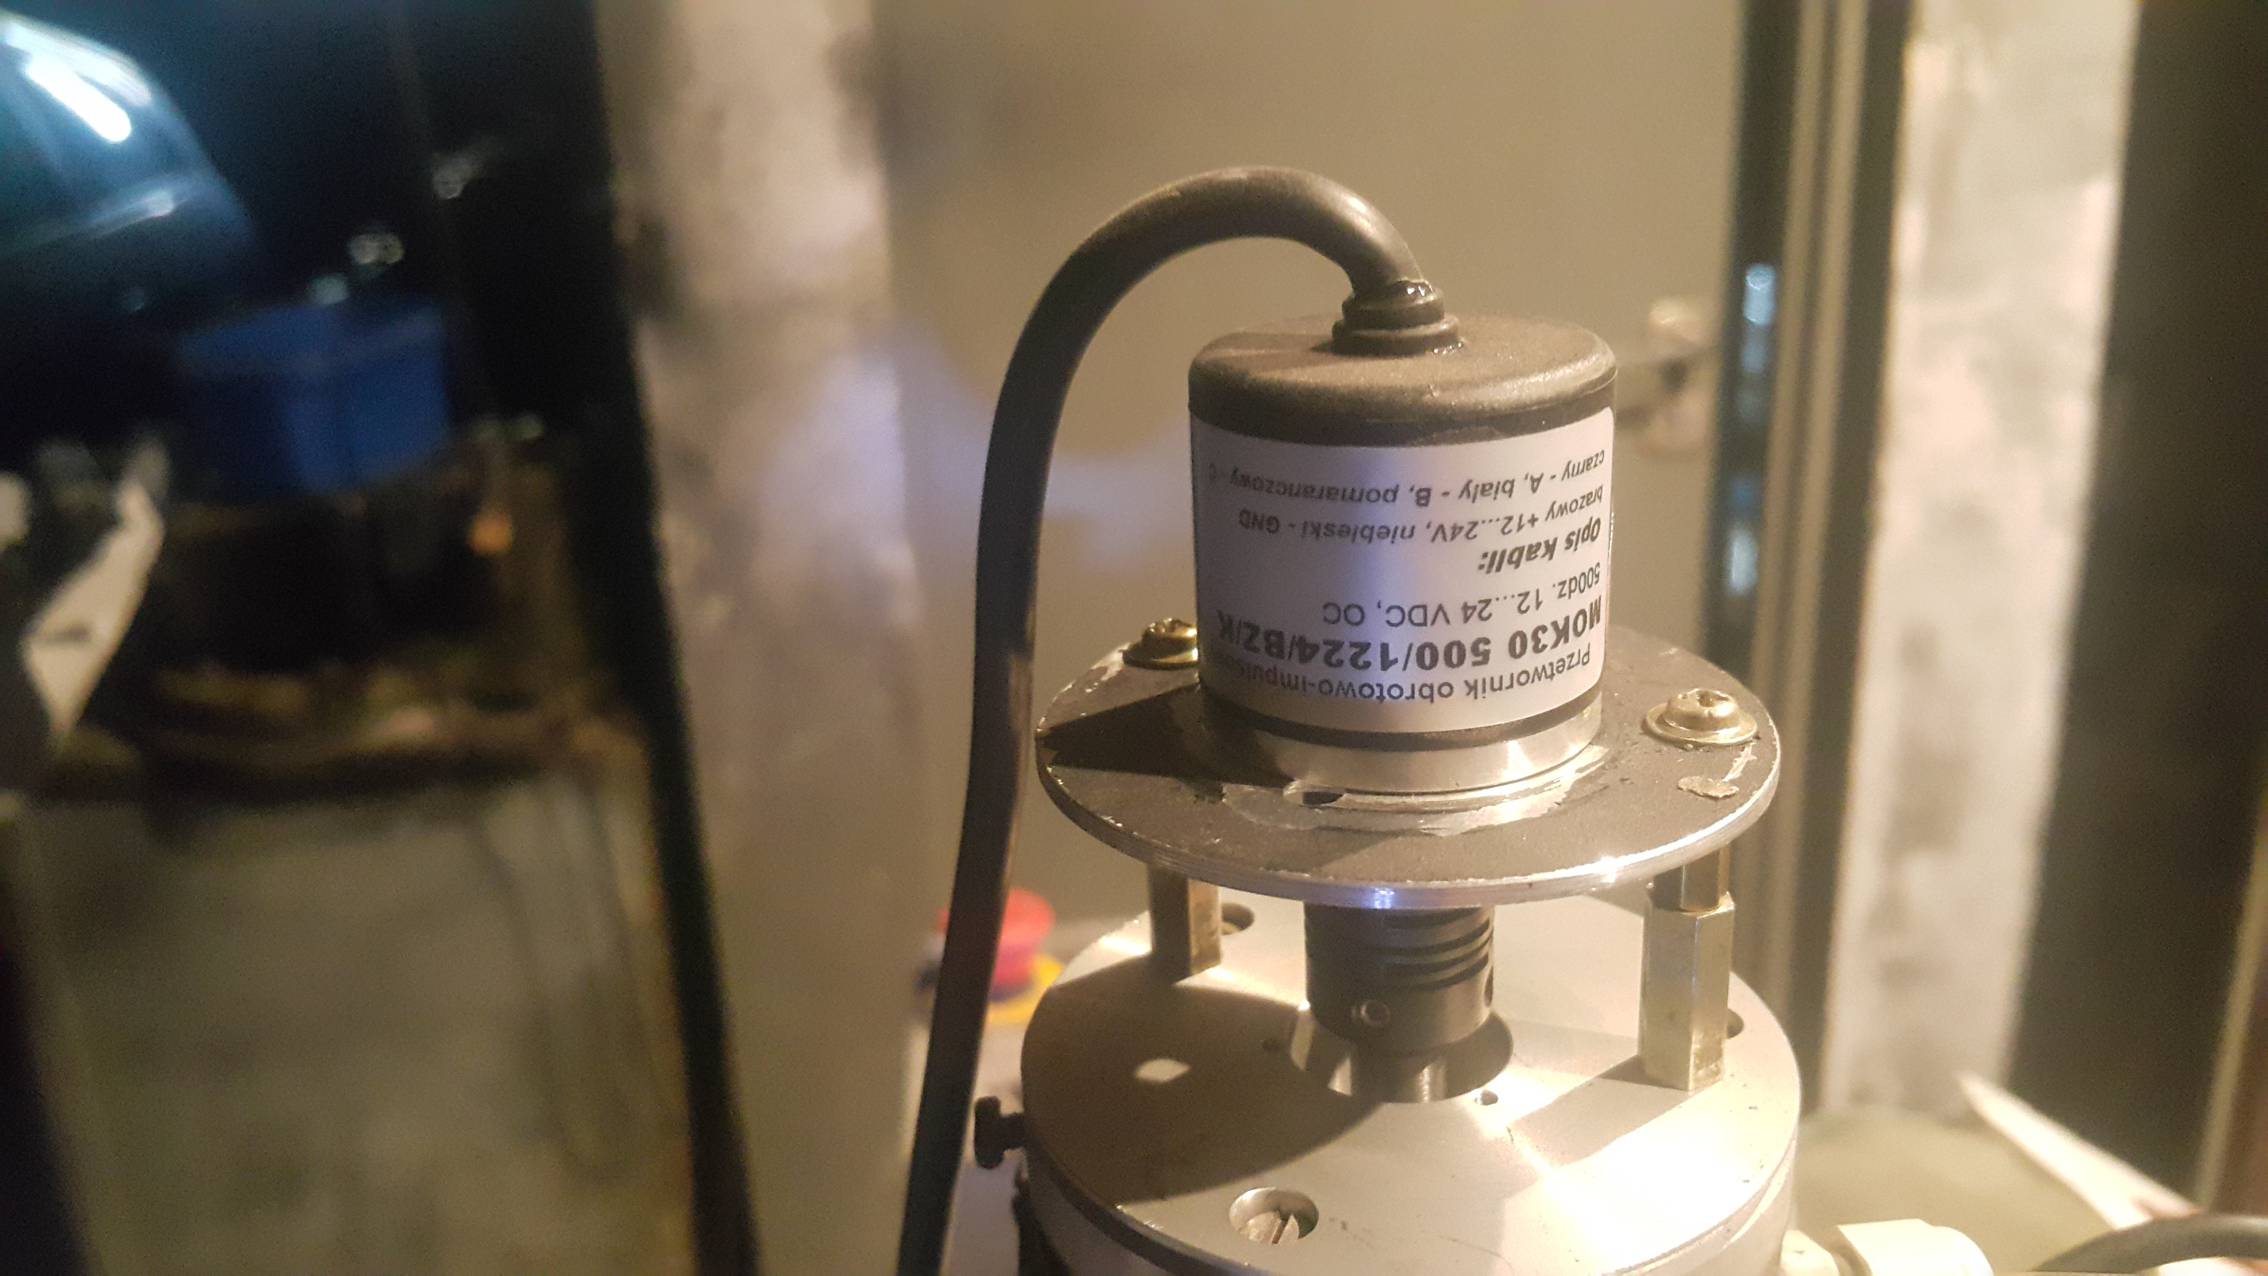 Przetwornik obrotowo-impuls
MOK30 500/1224/BZ/K
500dz. 12...24 VDC, OC
Opis kabli:
brazowy +12...24V, niebieski - GND
czarny - A, bialy - B, pomaranczowy -